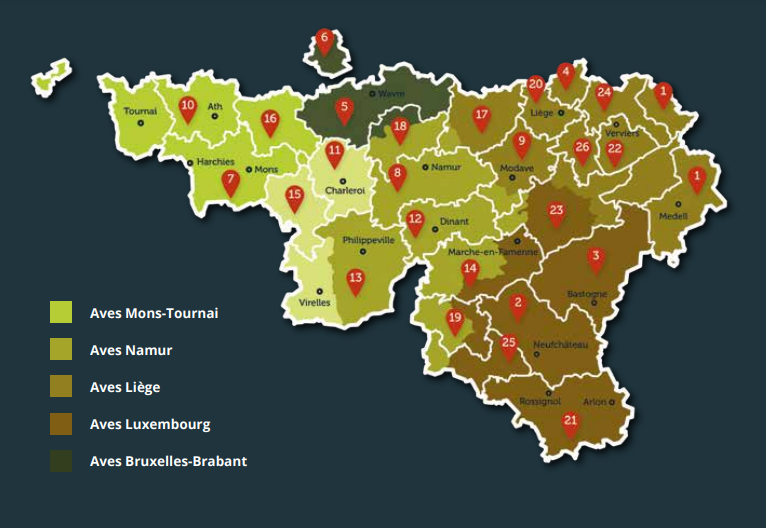 6
4
20
24
1
10
Ath
5
Wavre
Tournai
16
18
17
Liège
Verviers
11
9
26
22
Harchies
Mons
7
8
Namur
Modave
1
15
Charleroi
12
Dinant
23
Medell
Philippeville
Marche-en-Famenne
13
14
3
Virelles
2
Bastogne
19
25
Neufchâteau
Rossignol
Arlon
21
Aves Mons-Tournai
Aves Namur
Aves Liège
Aves Luxembourg
Aves Bruxelles-Brabant